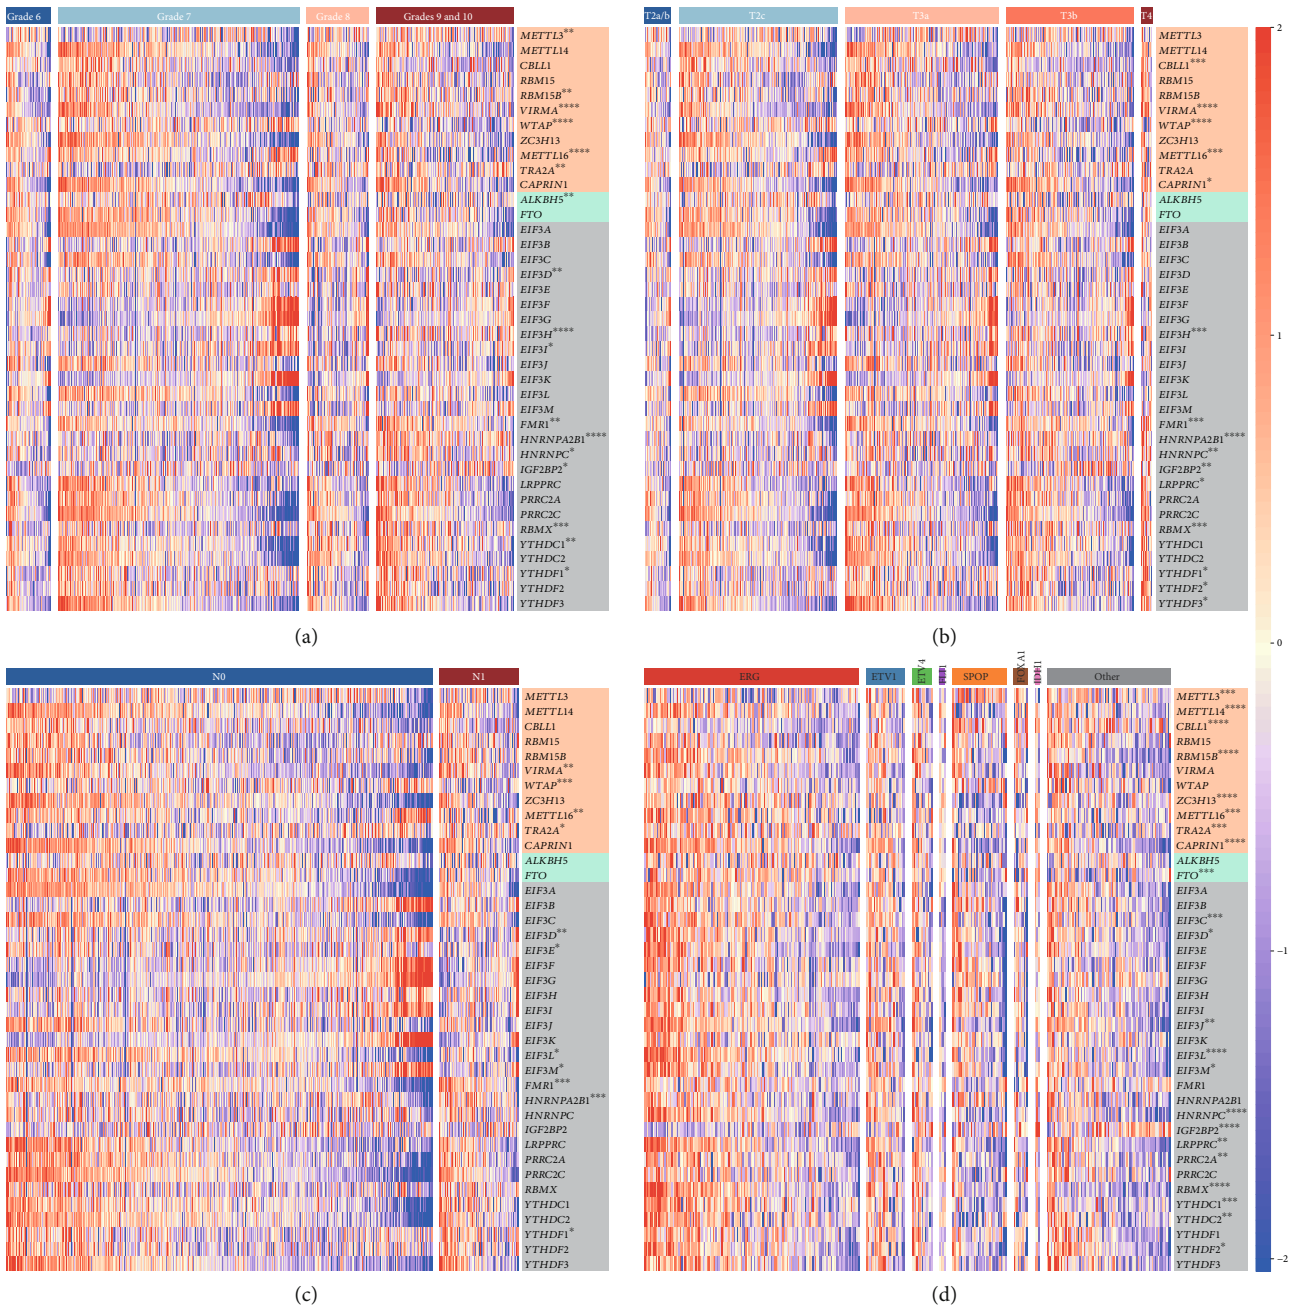 Grade 6 Grade 7 Grade 8 Grades 9 and 10
METTL3**
METTL14
CBLL1
RBM15
RBM15B**
VIRMA****
WTAP****
ZC3H13
METTL16****
TRA2A**
CAPRIN1
ALKBH5**
FTO
EIF3A
EIF3B
EIF3C
EIF3D**
EIF3E
EIF3F
EIF3G
EIF3H****
EIF3I*
EIF3J
EIF3K
EIF3L
EIF3M
FMR1**
HNRNPA2B1****
HNRNPC*
IGF2BP2*
LRPPRC
PRRC2A
PRRC2C
RBMX***
YTHDC1**
YTHDC2
YTHDF1*
YTHDF2
YTHDF3
(a)
T2a/b T2c T3a T3b T4
METTL3
METTL14
CBLL1***
RBM15
RBM15B
VIRMA****
WTAP****
ZC3H13
METTL16***
TRA2A
CAPRIN1*
ALKBH5
FTO
EIF3A
EIF3B
EIF3C
EIF3D
EIF3E
EIF3F
EIF3G
EIF3H***
EIF3I
EIF3J
EIF3K
EIF3L
EIF3M
FMR1***
HNRNPA2B1****
HNRNPC**
IGF2BP2**
LRPPRC*
PRRC2A
PRRC2C
RBMX***
YTHDC1
YTHDC2
YTHDF1*
YTHDF2*
YTHDF3*
(b)
2
1
0
−1
−2
N0 N1
METTL3
METTL14
CBLL1
RBM15
RBM15B
VIRMA**
WTAP***
ZC3H13
METTL16**
TRA2A*
CAPRIN1
ALKBH5
FTO
EIF3A
EIF3B
EIF3C
EIF3D**
EIF3E*
EIF3F
EIF3G
EIF3H
EIF3I
EIF3J
EIF3K
EIF3L*
EIF3M*
FMR1***
HNRNPA2B1***
HNRNPC
IGF2BP2
LRPPRC
PRRC2A
PRRC2C
RBMX
YTHDC1
YTHDC2
YTHDF1*
YTHDF2
YTHDF3
(c)
ERG ETV1 ETV4 FLI1 SPOP FOXA1 IDH1 Other
METTL3***
METTL14****
CBLL1****
RBM15
RBM15B****
VIRMA
WTAP
ZC3H13****
METTL16***
TRA2A***
CAPRIN1****
ALKBH5
FTO***
EIF3A
EIF3B
EIF3C***
EIF3D*
EIF3E
EIF3F
EIF3G
EIF3H
EIF3I
EIF3J**
EIF3K
EIF3L****
EIF3M*
FMR1
HNRNPA2B1
HNRNPC****
IGF2BP2****
LRPPRC**
PRRC2A**
PRRC2C
RBMX****
YTHDC1***
YTHDC2**
YTHDF1
YTHDF2*
YTHDF3
(d)